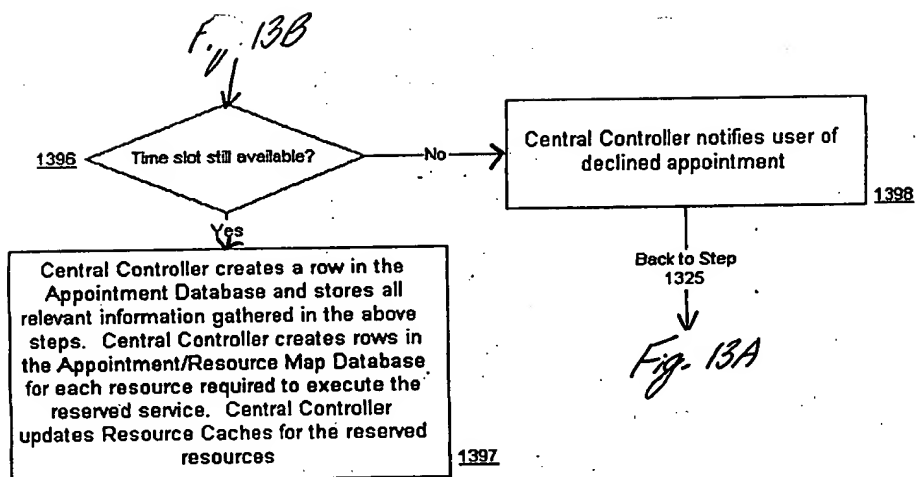 Fig. 13B
1396
Time slot still available?
No
Central Controller notifies user of
declined appointment
1398
Yes
Back to Step
1325
Fig. 13A
Central Controller creates a row in the
Appointment Database and stores all
relevant information gathered in the above
steps. Central Controller creates rows in
the Appointment/Resource Map Database
for each resource required to execute the
reserved service. Central Controller
updates Resource Caches for the reserved
resources
1397